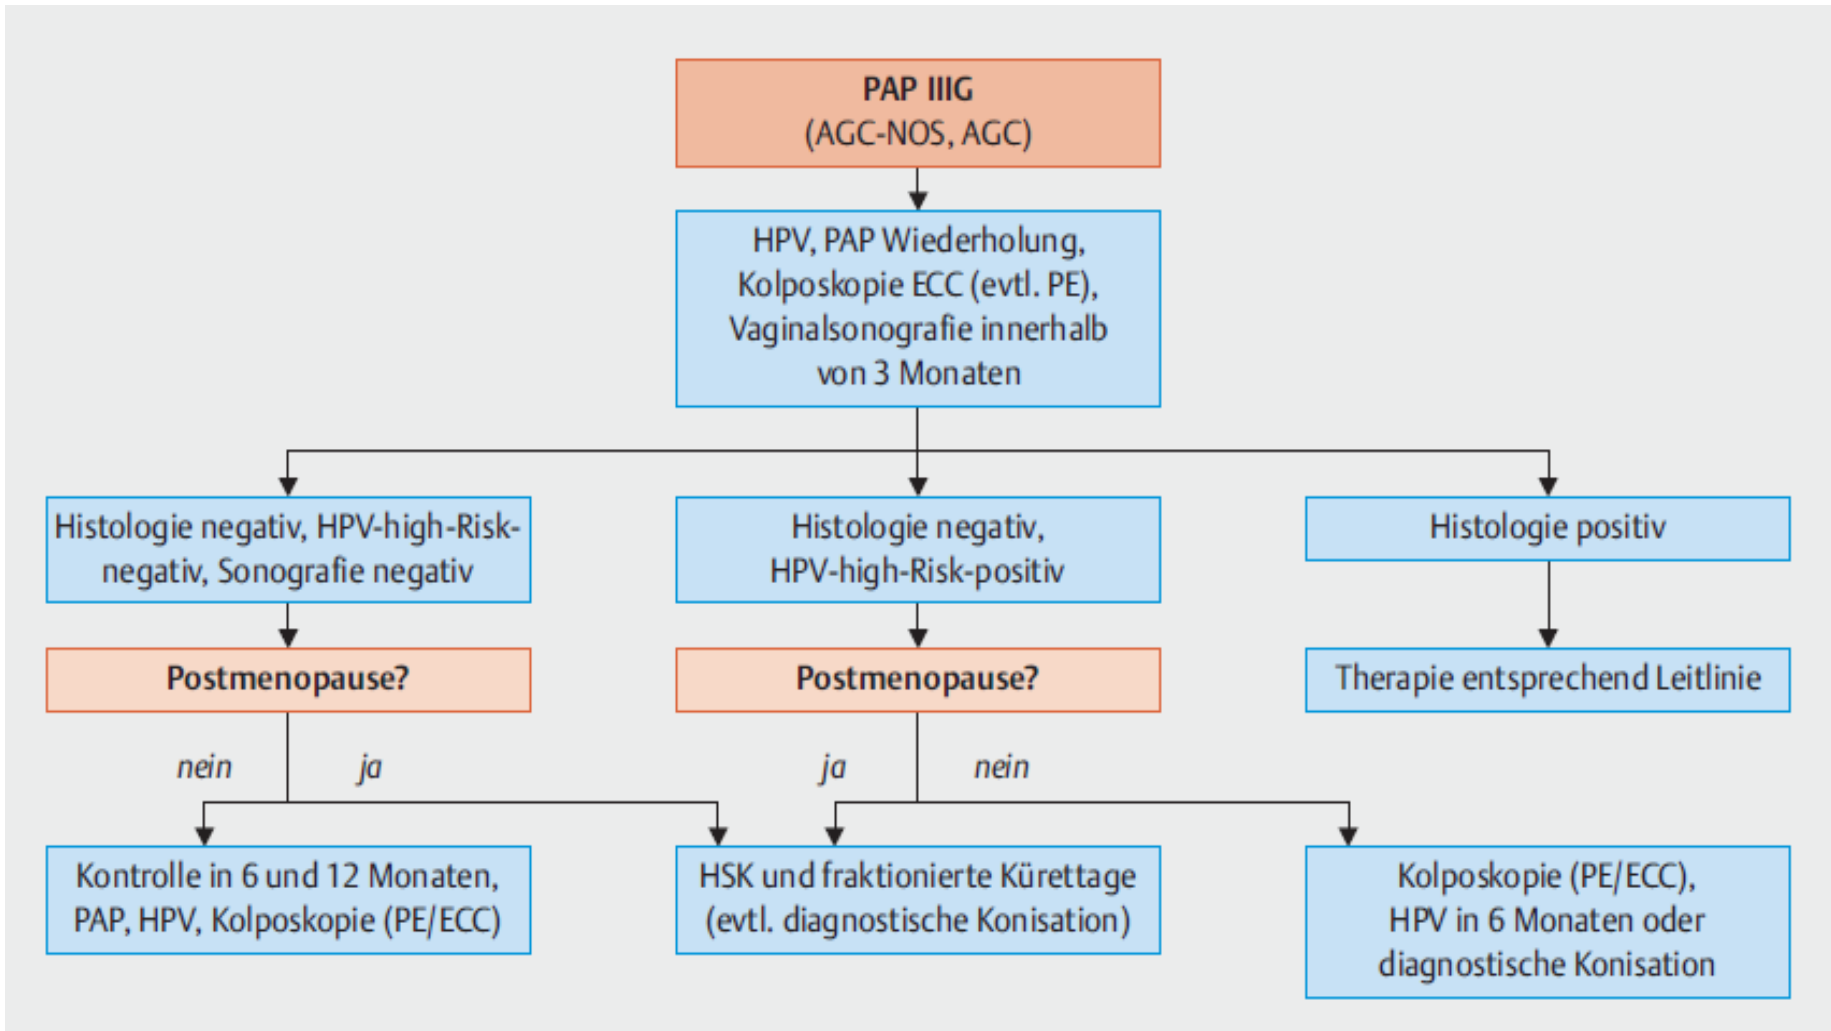 PAP IIIG
(AGC-NOS, AGC)
HPV, PAP Wiederholung,
Kolposkopie ECC (evtl. PE),
Vaginalsonografie innerhalb
von 3 Monaten
Histologie negativ, HPV-high-Risk-
negativ, Sonografie negativ
Histologie negativ,
HPV-high-Risk-positiv
Histologie positiv
Postmenopause?
Postmenopause?
Therapie entsprechend Leitlinie
nein
ja
ja
nein
Kontrolle in 6 und 12 Monaten,
PAP, HPV, Kolposkopie (PE/ECC)
HSK und fraktionierte Kürettage
(evtl. diagnostische Konisation)
Kolposkopie (PE/ECC),
HPV in 6 Monaten oder
diagnostische Konisation